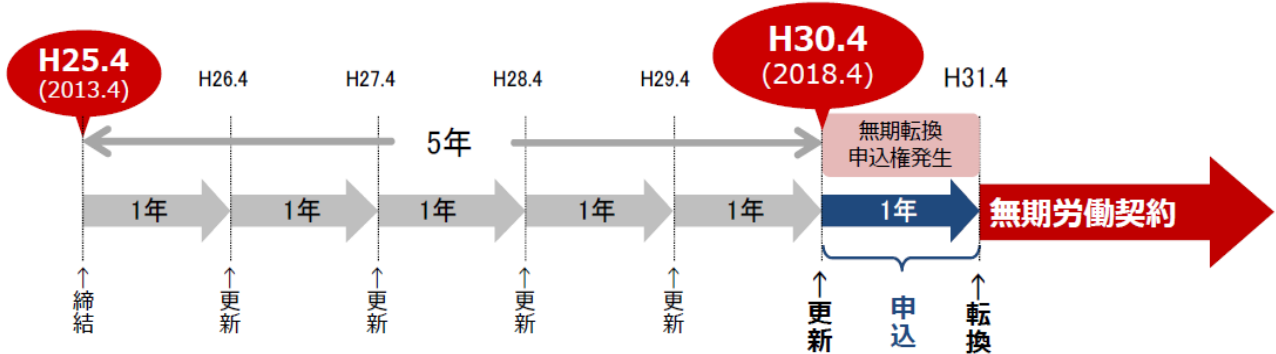 H25.4
(2013.4)
H26.4
H27.4
H28.4
H29.4
H30.4
(2018.4)
H31.4
5年
無期転換
申込権発生
1年
1年
1年
1年
1年
1年
無期労働契約
↑締結
↑更新
↑更新
↑更新
↑更新
↑更新
申込
↑転換